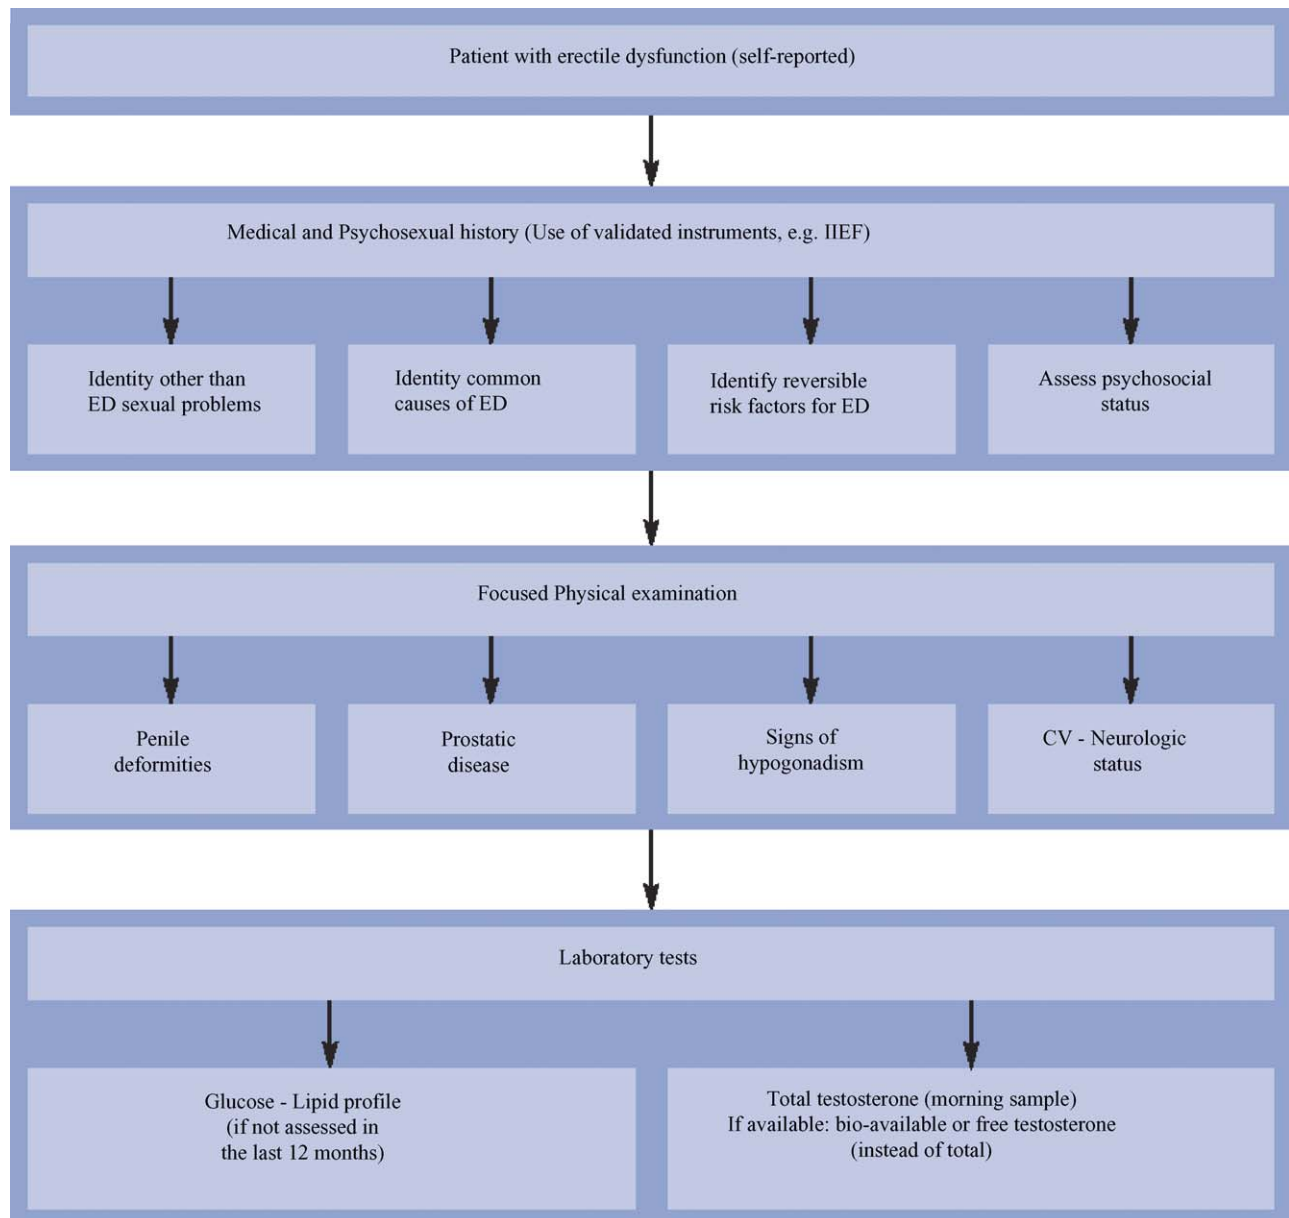 Patient with erectile dysfunction (self-reported)
Medical and Psychosexual history (Use of validated instruments, e.g. IIEF)
Identity other than
ED sexual problems
Identity common
causes of ED
Identify reversible
risk factors for ED
Assess psychosocial
status
Focused Physical examination
Penile
deformities
Prostatic
disease
Signs of
hypogonadism
CV - Neurologic
status
Laboratory tests
Glucose - Lipid profile
(if not assessed in
the last 12 months)
Total testosterone (morning sample)
If available: bio-available or free testosterone
(instead of total)